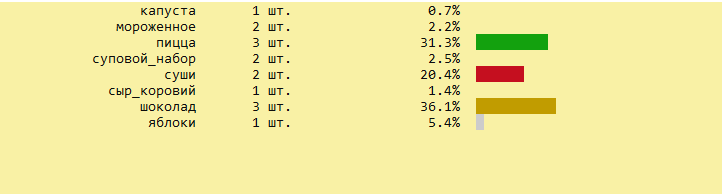 капуста 1 шт. 0.7%
мороженное 2 шт. 2.2%
пицца 3 шт. 31.3%
суповой_набор 2 шт. 2.5%
суши 2 шт. 20.4%
сыр_коровий 1 шт. 1.4%
шоколад 3 шт. 36.1%
яблоки 1 шт. 5.4%